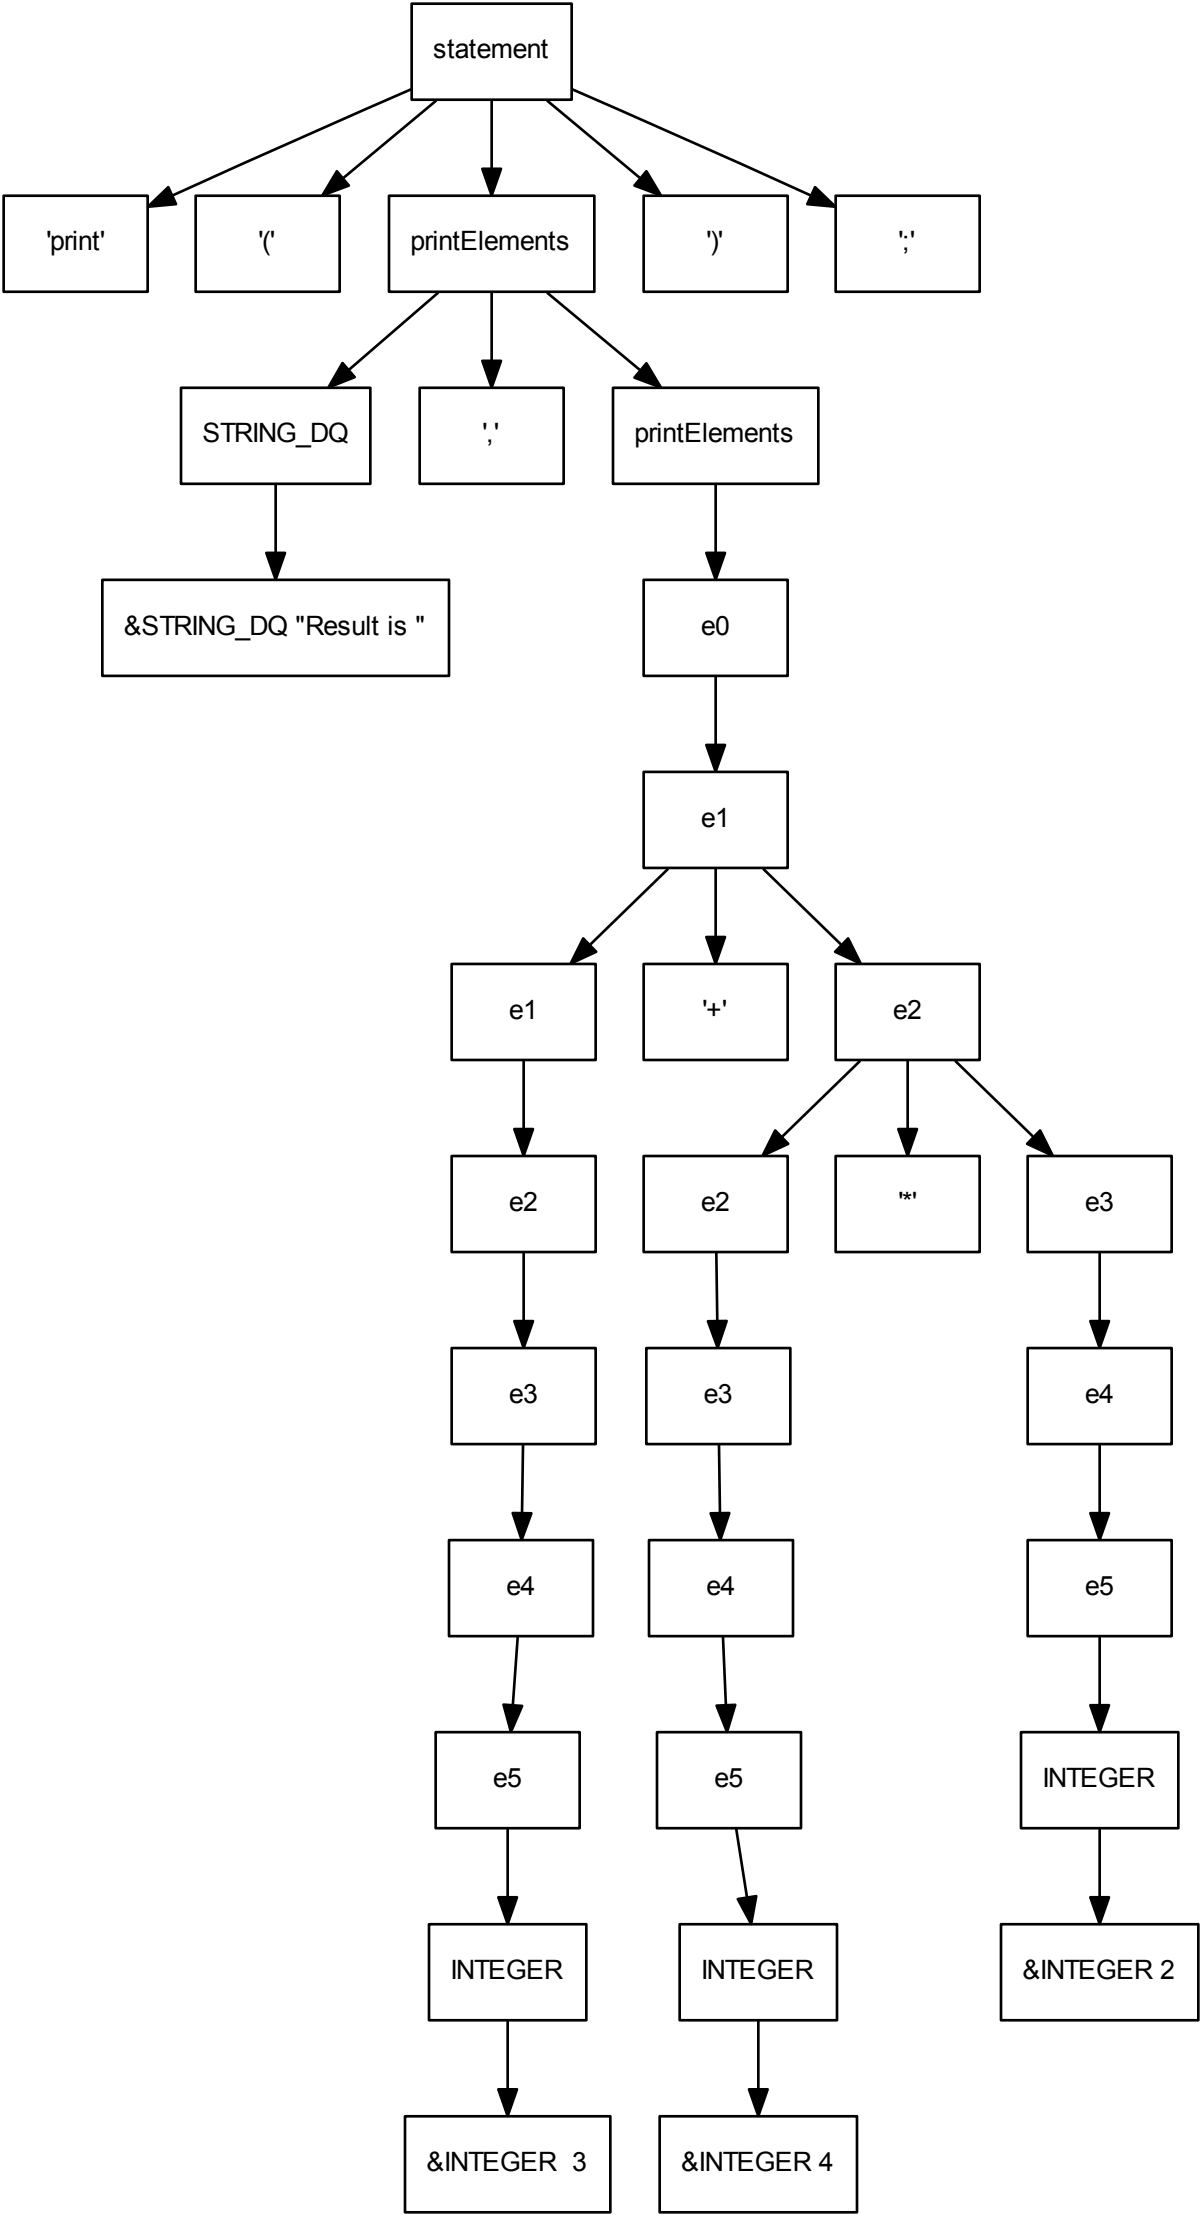 statement
'print'
'('
printElements
')'
';'
STRING_DQ
','
printElements
&STRING_DQ "Result is "
e0
e1
e1
'+'
e2
e2
e2
'*'
e3
e3
e3
e4
e4
e4
e5
e5
e5
INTEGER
INTEGER
INTEGER
&INTEGER 2
&INTEGER  3
&INTEGER 4